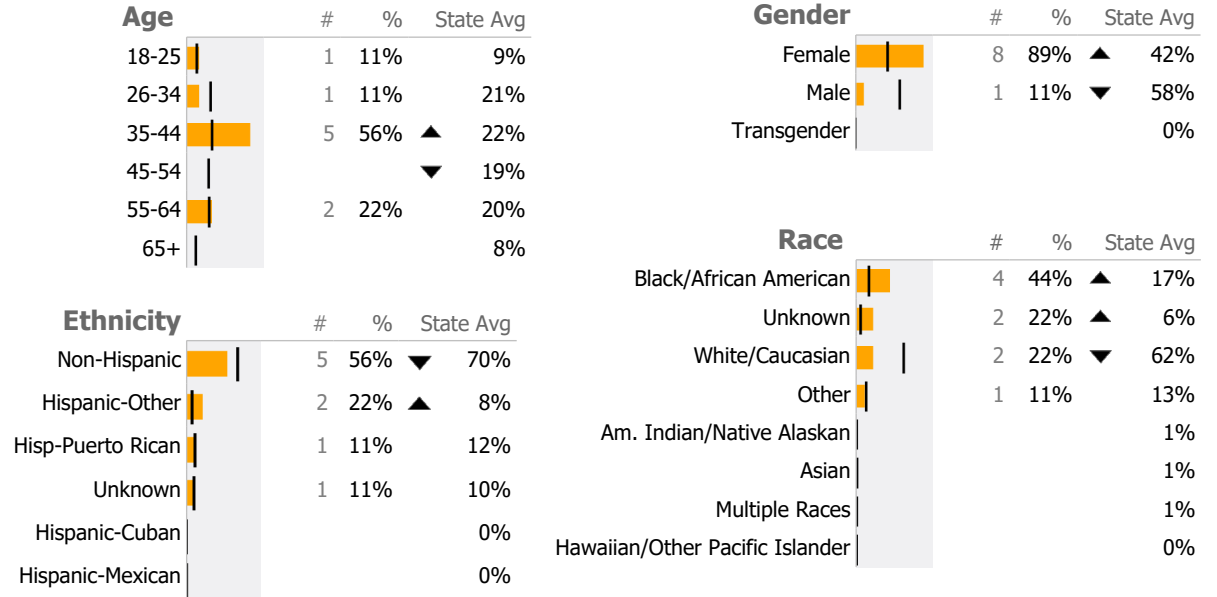 Age # % State Avg
18-25 1 11% 9%
26-34 1 11% 21%
35-44 5 56% ▲ 22%
45-54 ▼ 19%
55-64 2 22% 20%
65+ 8%
Ethnicity # % State Avg
Non-Hispanic 5 56% ▼ 70%
Hispanic-Other 2 22% ▲ 8%
Hisp-Puerto Rican 1 11% 12%
Unknown 1 11% 10%
Hispanic-Cuban 0%
Hispanic-Mexican 0%
Gender # % State Avg
Female 8 89% ▲ 42%
Male 1 11% ▼ 58%
Transgender 0%
Race # % State Avg
Black/African American 4 44% ▲ 17%
Unknown 2 22% ▲ 6%
White/Caucasian 2 22% ▼ 62%
Other 1 11% 13%
Am. Indian/Native Alaskan 1%
Asian 1%
Multiple Races 1%
Hawaiian/Other Pacific Islander 0%